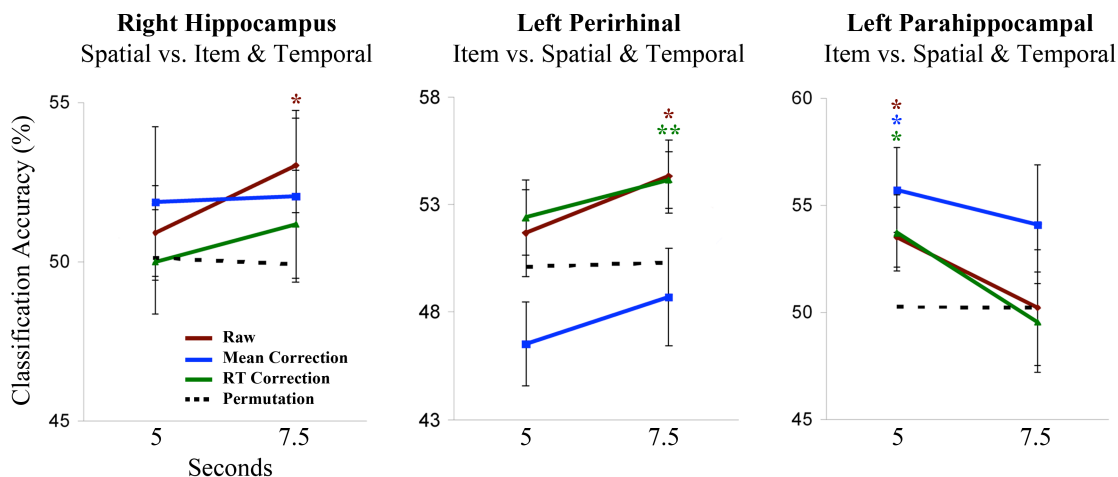 Right Hippocampus
Spatial vs. Item & Temporal
Left Perirhinal
Item vs. Spatial & Temporal
Left Parahippocampal
Item vs. Spatial & Temporal
Classification Accuracy (%)
55
50
45
*
Raw
Mean Correction
RT Correction
Permutation
5
7.5
Seconds
58
53
48
43
*
**
5
7.5
60
55
50
45
*
*
*
5
7.5